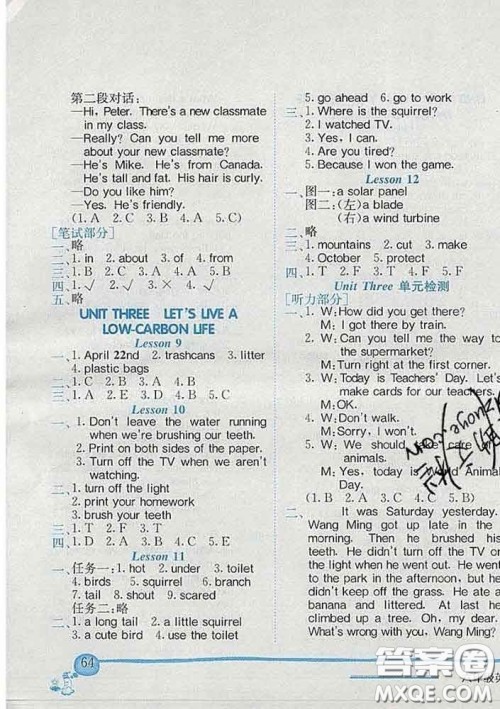 第二段对话:
—Hi, Peter. There's a new classmate
in my class.
—Really? Can you tell me more
about your new classmate?
—He's Mike. He's from Canada.
He's tall and fat. His hair is curly.
—Do you like him?
—Yes. He's friendly.
(1. A 2. C 3. B 4. A 5. C)
[笔试部分]
一、略
二、1. in 2. about 3. of 4. from
三、1. B 2. C 3. A 4. A 5. B
四、1. √ 2. √ 3. × 4. √
五、略
UNIT THREE LET'S LIVE A
LOW-CARBON LIFE
Lesson 9
一、1. April 22nd 2. trashcans 3. litter
4. plastic bags
二、1. C 2. B 3. A 4. A 5. B
三、1. A 2. E 3. D 4. B 5. C
Lesson 10
一、1. Don't leave the water running
when we're brushing our teeth.
2. Print on both sides of the paper.
3. Turn off the TV when we aren't
watching.
二、1. turn off the light
2. print your homework
3. brush your teeth
三、1. T 2. F 3. T
四、1. D 2. A 3. C 4. B
Lesson 11
一、任务一:1. hot 2. under 3. toilet
4. birds 5. squirrel 6. branch
7. tail 8. shout 9. scared
任务二:略
二、1. a long tail 2. a little squirrel
3. a cute bird 4. use the toilet
5. go ahead 6. go to work
三、1. Where is the squirrel?
2. I watched TV.
3. Yes, I can.
4. Are you tired?
5. Because I won the game.
Lesson 12
一、图一:a solar panel
图二:(左)a blade
(右)a wind turbine
二、略
三、1. mountains 2. cut 3. make
4. October 5. protect
四、1. T 2. F 3. F 4. T 5. F
Unit Three 单元检测
[听力部分]
一、1. W: How did you get there?
M: I got there by train.
2. W: Can you tell me the way to
the supermarket?
M: Turn right at the first corner.
3. W: Today is Teachers' Day. Let's
make cards for our teachers.
M: OK.
4. W: Don't walk.
M: Sorry, I won't.
5. W: We should care
animals.
M: Yes, today is World Animal
Day.
(1. B 2. A 3. C 4. C 5. B)
二、It was Saturday yesterday.
Wang Ming got up late in the
morning. Then he brushed his
teeth. He didn't turn off the
the light when he went out. He went
to the park in the afternoon, but he
didn't keep off the grass. He ate a
banana and littered. At last he
climbed up a tree.
What's wrong with you, Wang Ming?
64
答案圈
MXQE.COM